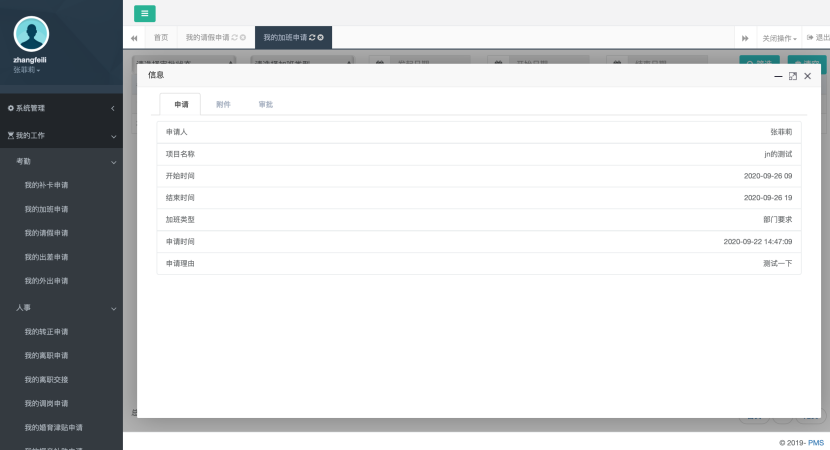 首页
我的请假申请
我的加班申请
关闭操作
退出
zhangfeili
张菲莉
系统管理
我的工作
考勤
我的补卡申请
我的加班申请
我的请假申请
我的出差申请
我的外出申请
人事
我的转正申请
我的离职申请
我的离职交接
我的调岗申请
我的婚育津贴申请
信息
申请
附件
审批
申请人 张菲莉
项目名称 jn的测试
开始时间 2020-09-26 09
结束时间 2020-09-26 19
加班类型 部门要求
申请时间 2020-09-22 14:47:09
申请理由 测试一下
© 2019- PMS